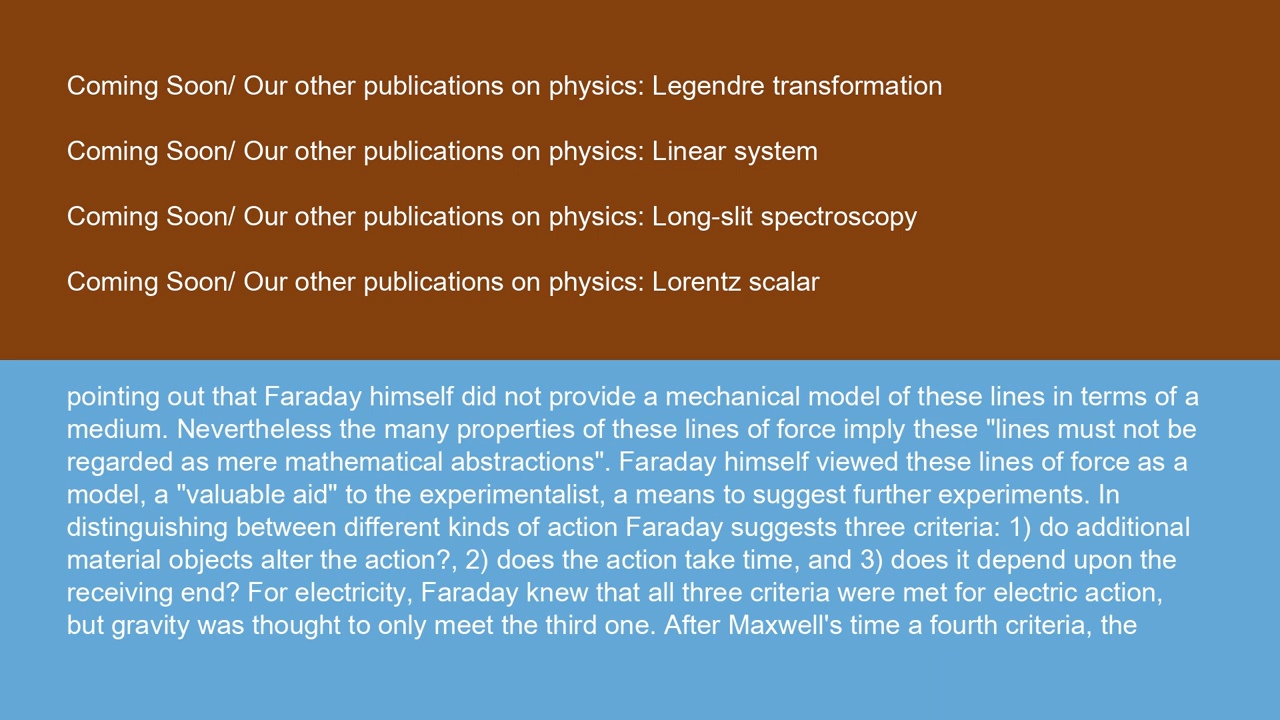 Coming Soon/ Our other publications on physics: Legendre transformation
Coming Soon/ Our other publications on physics: Linear system
Coming Soon/ Our other publications on physics: Long-slit spectroscopy
Coming Soon/ Our other publications on physics: Lorentz scalar
pointing out that Faraday himself did not provide a mechanical model of these lines in terms of a
medium. Nevertheless the many properties of these lines of force imply these "lines must not be
regarded as mere mathematical abstractions". Faraday himself viewed these lines of force as a
model, a "valuable aid" to the experimentalist, a means to suggest further experiments. In
distinguishing between different kinds of action Faraday suggests three criteria: 1) do additional
material objects alter the action?, 2) does the action take time, and 3) does it depend upon the
receiving end? For electricity, Faraday knew that all three criteria were met for electric action,
but gravity was thought to only meet the third one. After Maxwell's time a fourth criteria, the